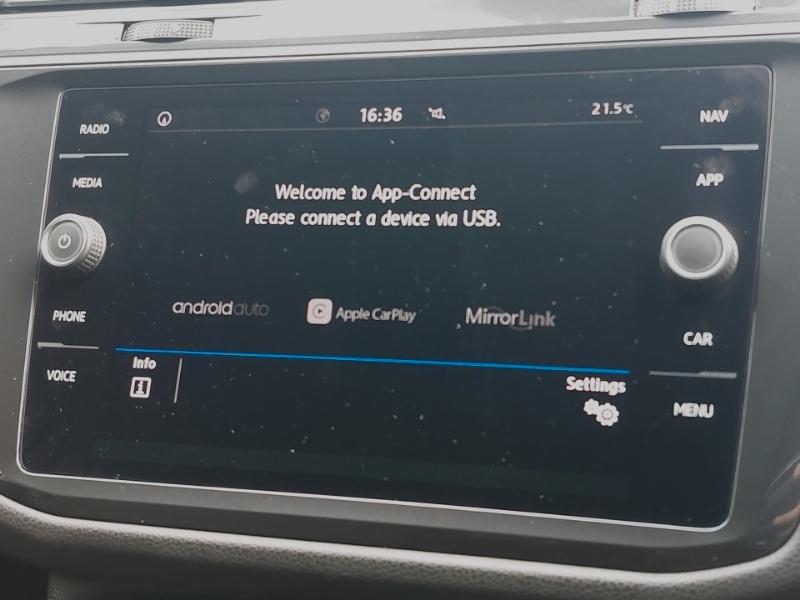 RADIO
MEDIA
PHONE
VOICE
16:36
21.5°C
Welcome to App-Connect
Please connect a device via USB.
androidauto
Apple CarPlay
MirrorLink
Info
i
Settings
NAV
APP
CAR
MENU